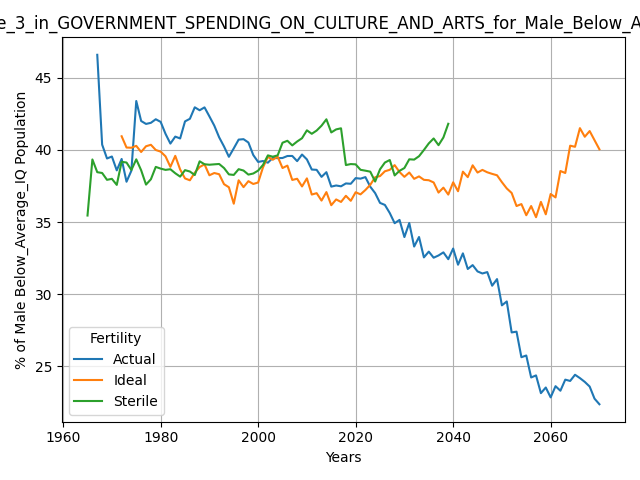 _3_in_GOVERNMENT_SPENDING_ON_CULTURE_AND_ARTS_for_Male_Below_A
% of Male Below_Average_IQ Population
45
40
35
30
25
Fertility
Actual
Ideal
Sterile
1960
1980
2000
2020
2040
2060
Years